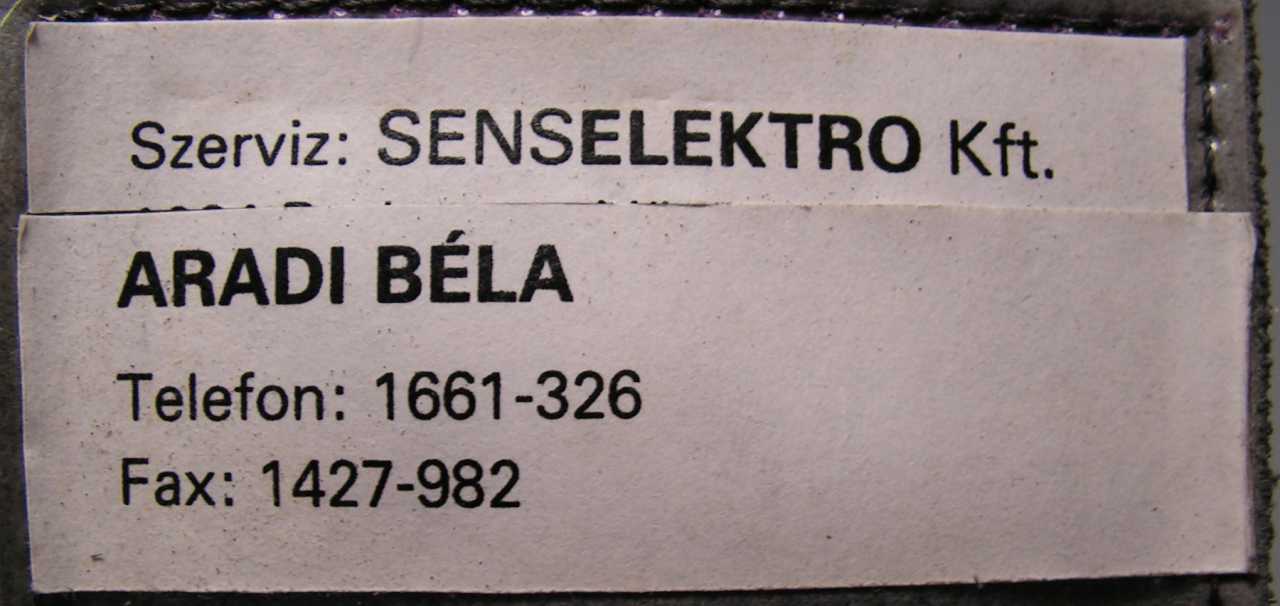 Szerviz: SENSELEKTRO Kft.
ARADI BÉLA
Telefon: 1661-326
Fax: 1427-982